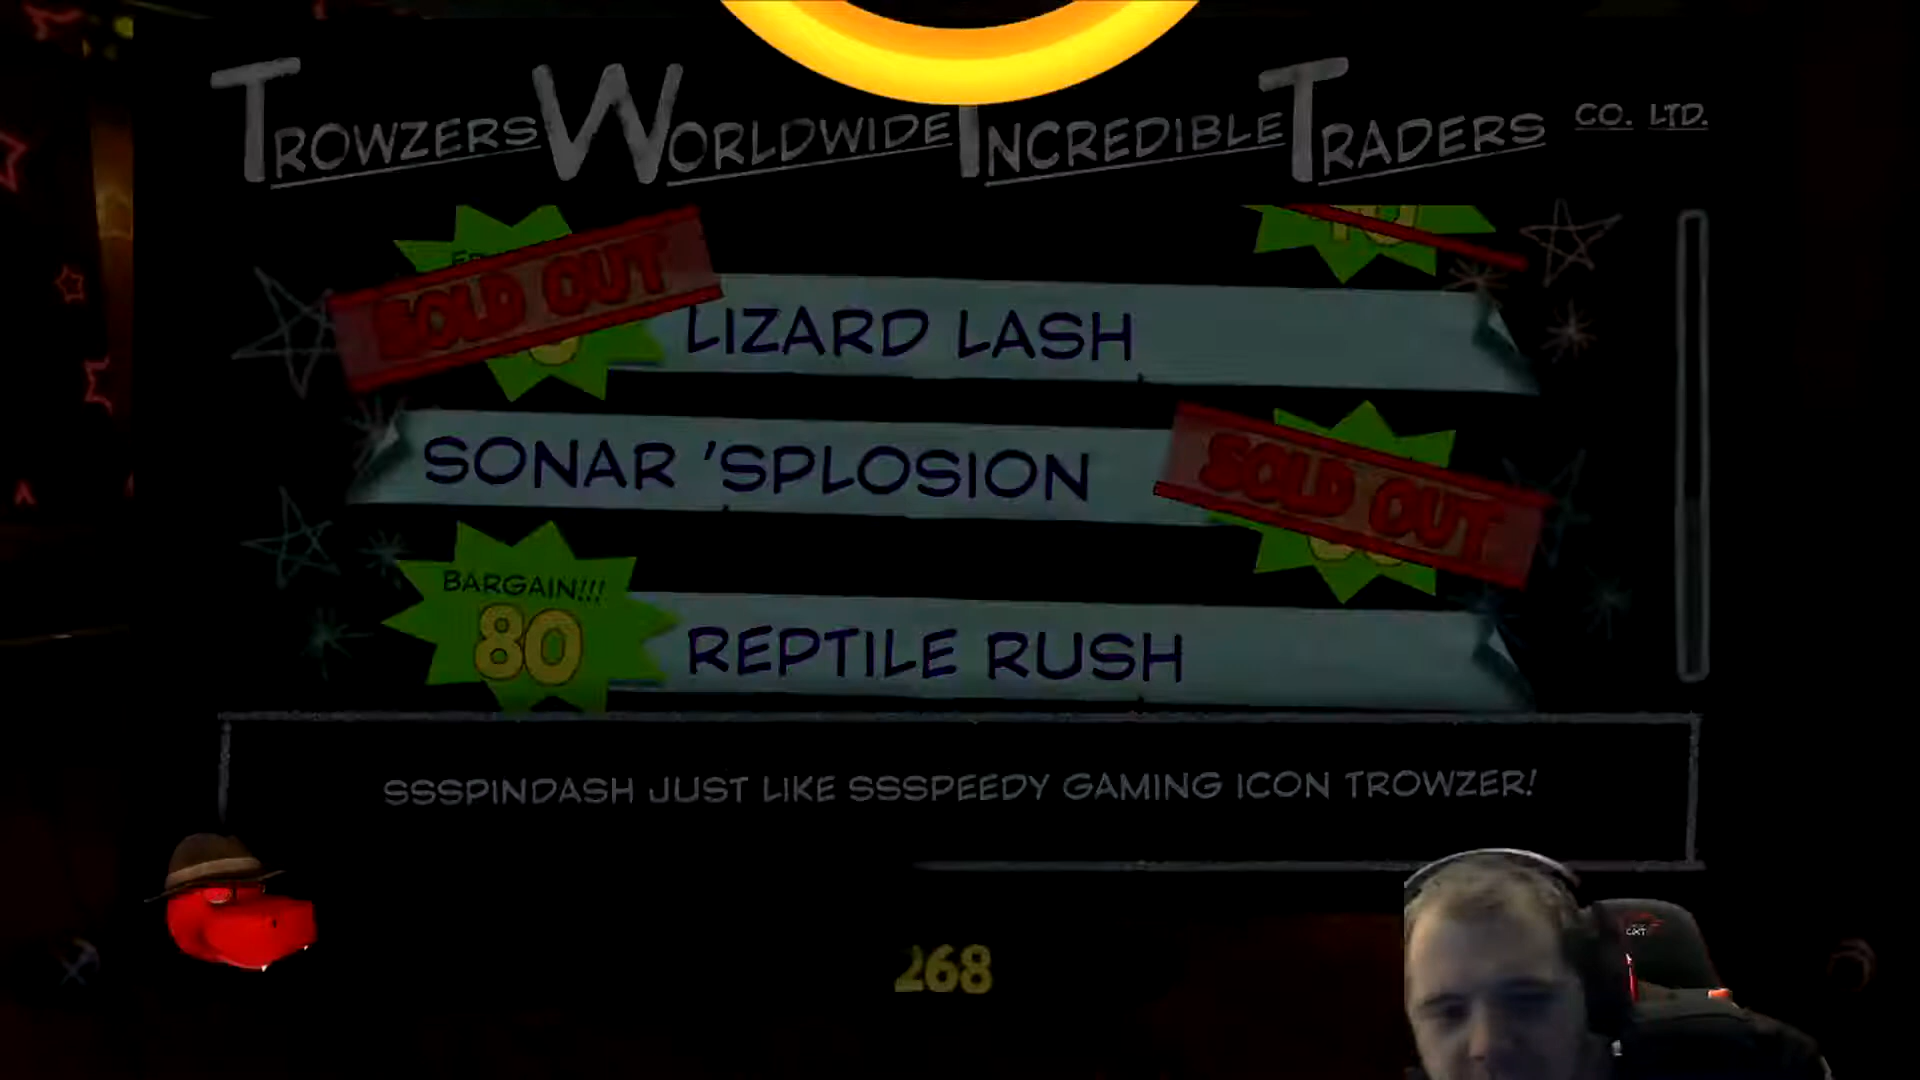 TROWZERS WORLDWIDE INCREDIBLE TRADERS CO. LTD.
SOLD OUT
LIZARD LASH
SONAR 'SPLOSION
SOLD OUT
BARGAIN!!!
80
REPTILE RUSH
SSSPINDASH JUST LIKE SSSPEEDY GAMING ICON TROWZER!
268